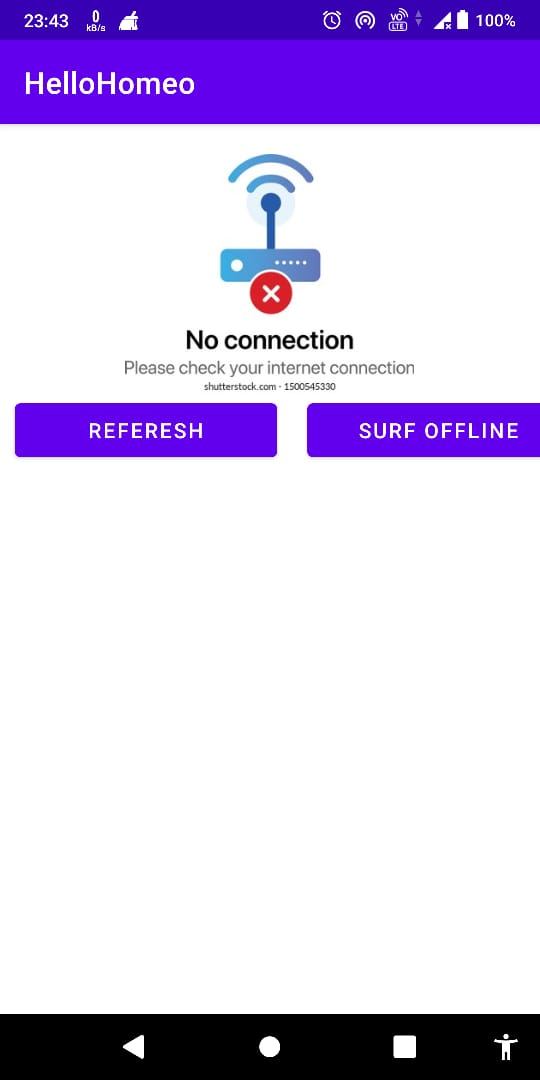 23:43 0 kB/s VO LTE 100%
HelloHomeo
No connection
Please check your internet connection
shutterstock.com · 1500545330
REFERESH SURF OFFLINE